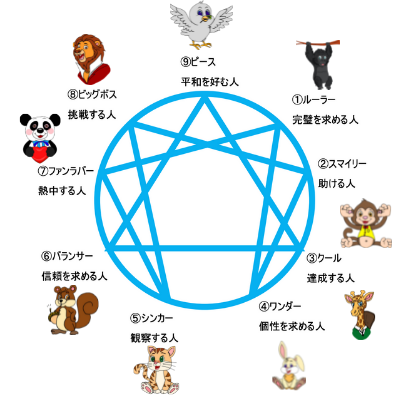 ⑨ピース
平和を好む人
①ルーラー
完璧を求める人
②スマイリー
助ける人
③クール
達成する人
④ワンダー
個性を求める人
⑤シンカー
観察する人
⑥バランサー
信頼を求める人
⑦ファンラバー
熱中する人
⑧ビッグボス
挑戦する人